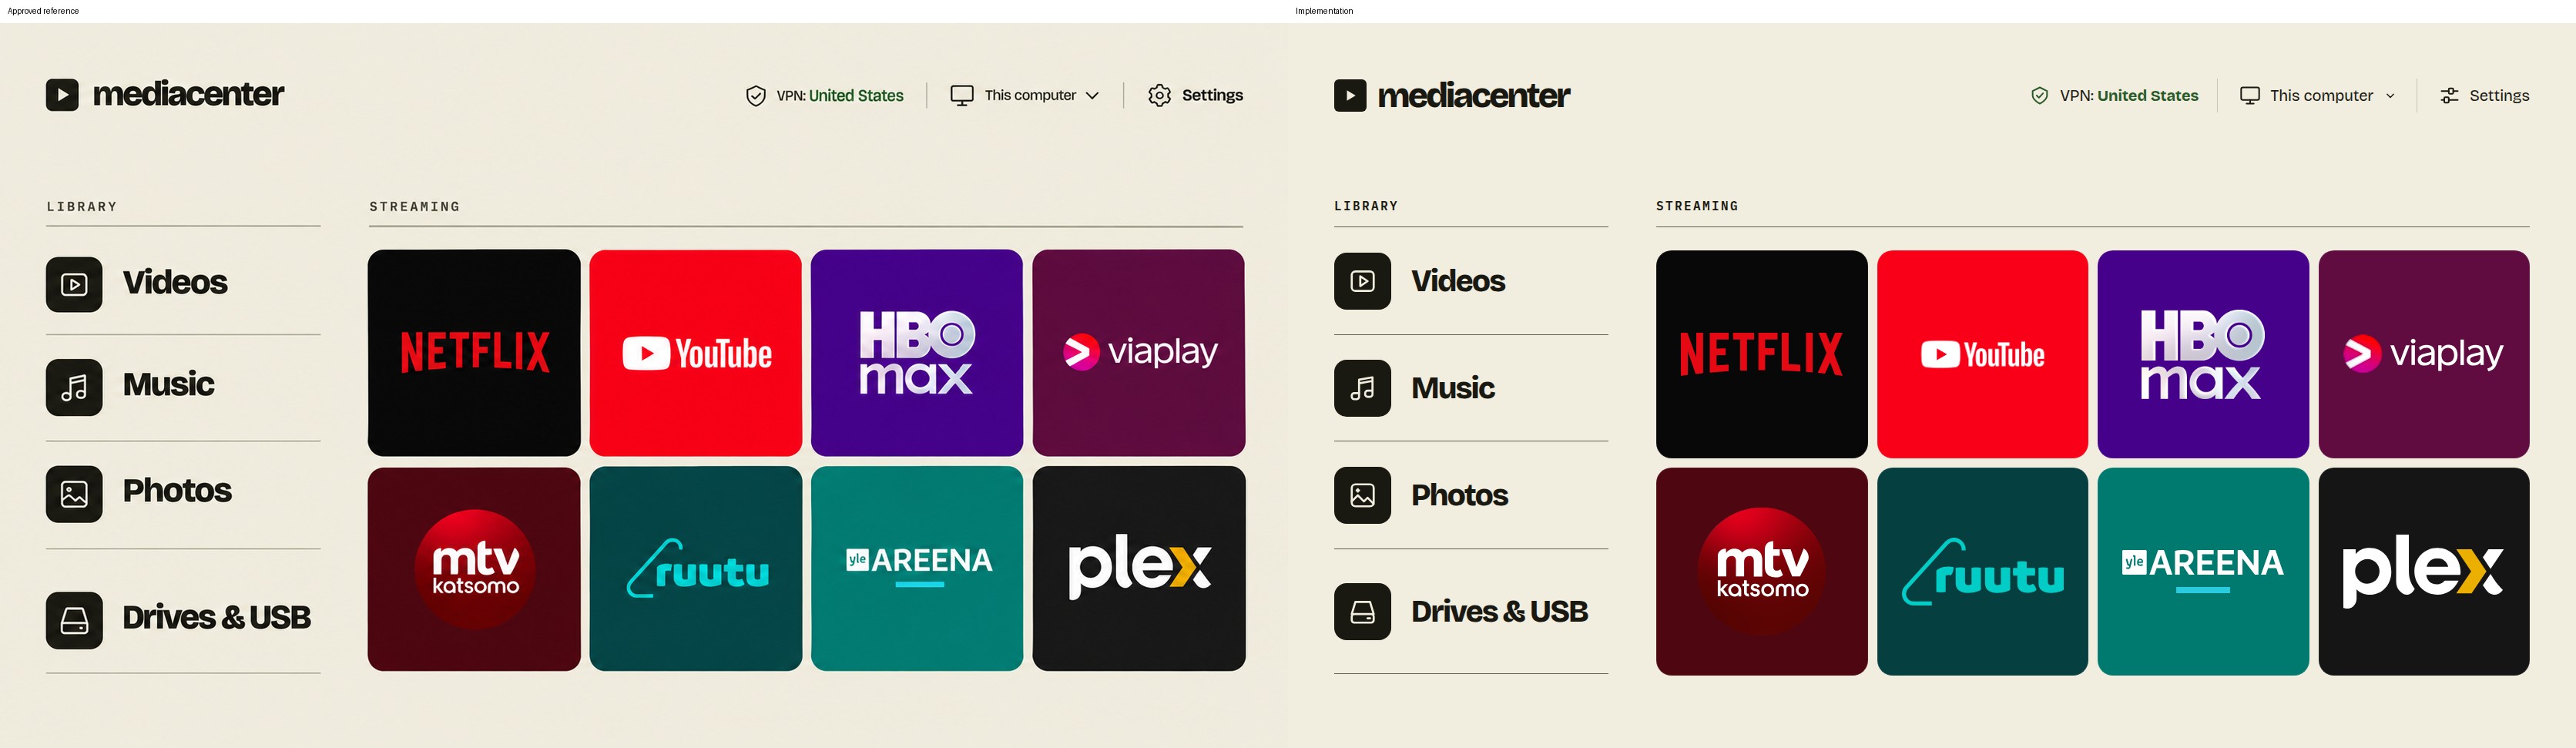 Approved reference
mediacenter
VPN: United States
This computer
Settings
LIBRARY
STREAMING
Videos
Music
Photos
Drives & USB
NETFLIX
YouTube
HBO
max
viaplay
mtv
katsomo
ruutu
yle AREENA
plex
Implementation
mediacenter
VPN: United States
This computer
Settings
LIBRARY
STREAMING
Videos
Music
Photos
Drives & USB
NETFLIX
YouTube
HBO
max
viaplay
mtv
katsomo
ruutu
yle AREENA
plex